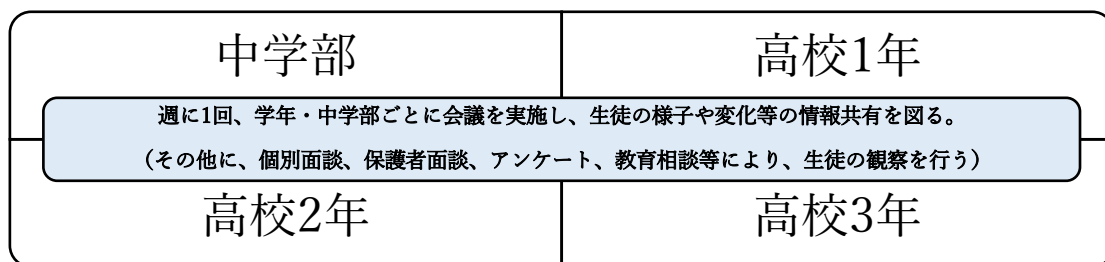 中学部
高校1年
週に1回、学年・中学部ごとに会議を実施し、生徒の様子や変化等の情報共有を図る。
（その他に、個別面談、保護者面談、アンケート、教育相談等により、生徒の観察を行う）
高校2年
高校3年